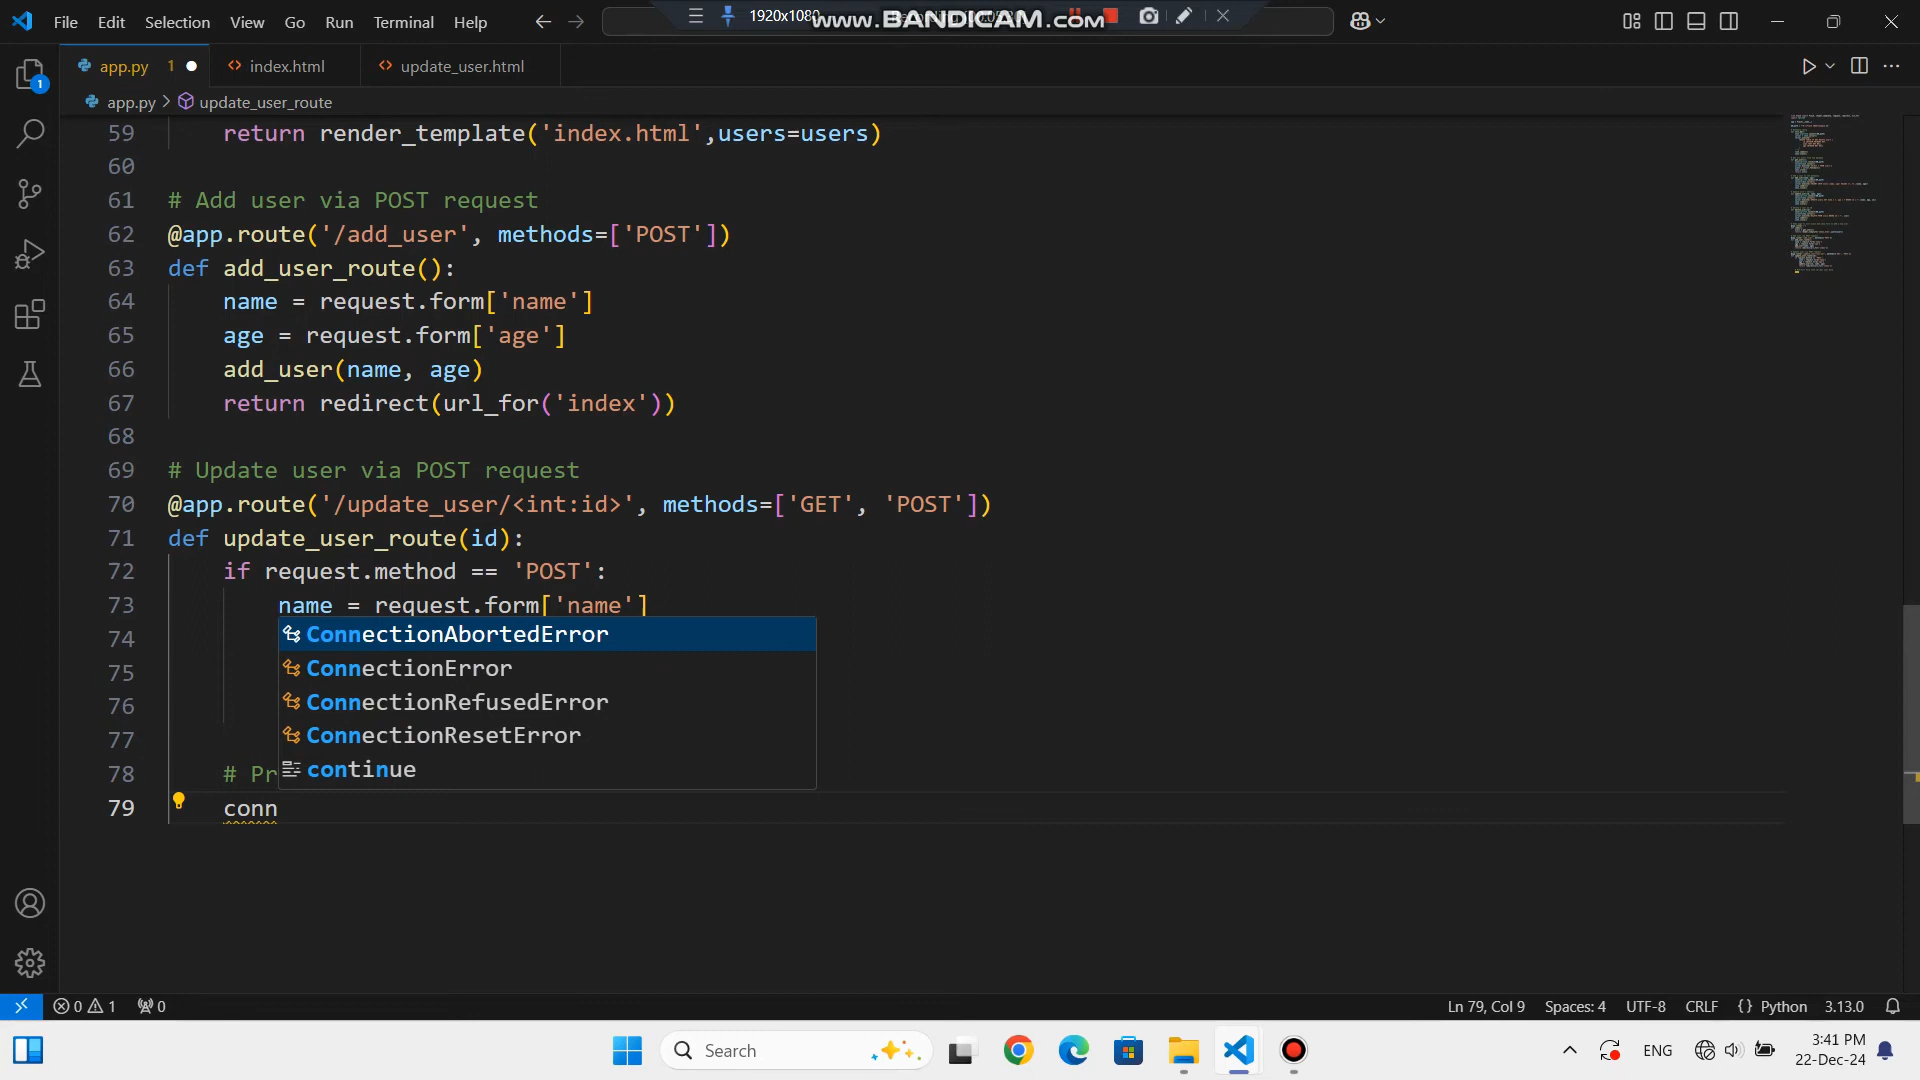 File Edit Selection View Go Run Terminal Help
1920x1080
www.BANDICAM.com
app.py 1 index.html update_user.html
app.py > update_user_route
59 return render_template('index.html',users=users)
60
61 # Add user via POST request
62 @app.route('/add_user', methods=['POST'])
63 def add_user_route():
64 name = request.form['name']
65 age = request.form['age']
66 add_user(name, age)
67 return redirect(url_for('index'))
68
69 # Update user via POST request
70 @app.route('/update_user/<int:id>', methods=['GET', 'POST'])
71 def update_user_route(id):
72 if request.method == 'POST':
73 name = request.form['name']
74 ConnectionAbortedError
75 ConnectionError
76 ConnectionRefusedError
77 ConnectionResetError
78 # Pr continue
79 conn
0 1 0 Ln 79, Col 9 Spaces: 4 UTF-8 CRLF {} Python 3.13.0
Search ENG 3:41 PM
22-Dec-24